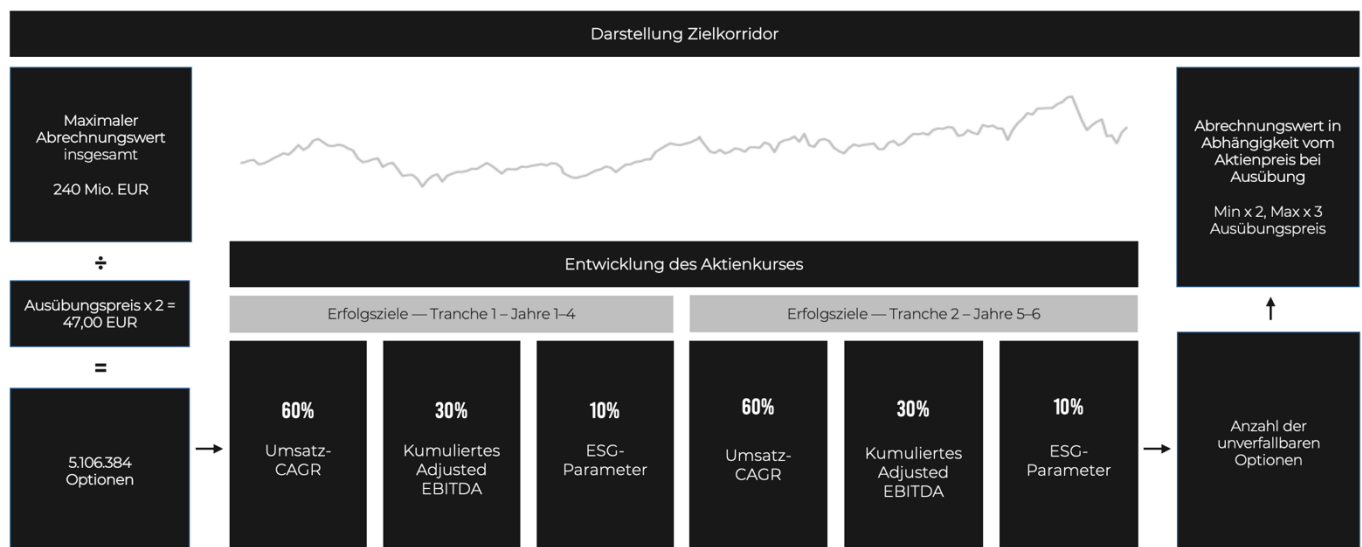 Darstellung Zielkorridor
Maximaler
Abrechnungswert
insgesamt
240 Mio. EUR
÷
Ausübungspreis x 2 =
47,00 EUR
=
5.106.384
Optionen
Entwicklung des Aktienkurses
Erfolgsziele — Tranche 1 – Jahre 1–4
60%
Umsatz-
CAGR
30%
Kumuliertes
Adjusted
EBITDA
10%
ESG-
Parameter
Erfolgsziele — Tranche 2 – Jahre 5–6
60%
Umsatz-
CAGR
30%
Kumuliertes
Adjusted
EBITDA
10%
ESG-
Parameter
Anzahl der
unverfallbaren
Optionen
Abrechnungswert in
Abhängigkeit vom
Aktienpreis bei
Ausübung
Min x 2, Max x 3
Ausübungspreis